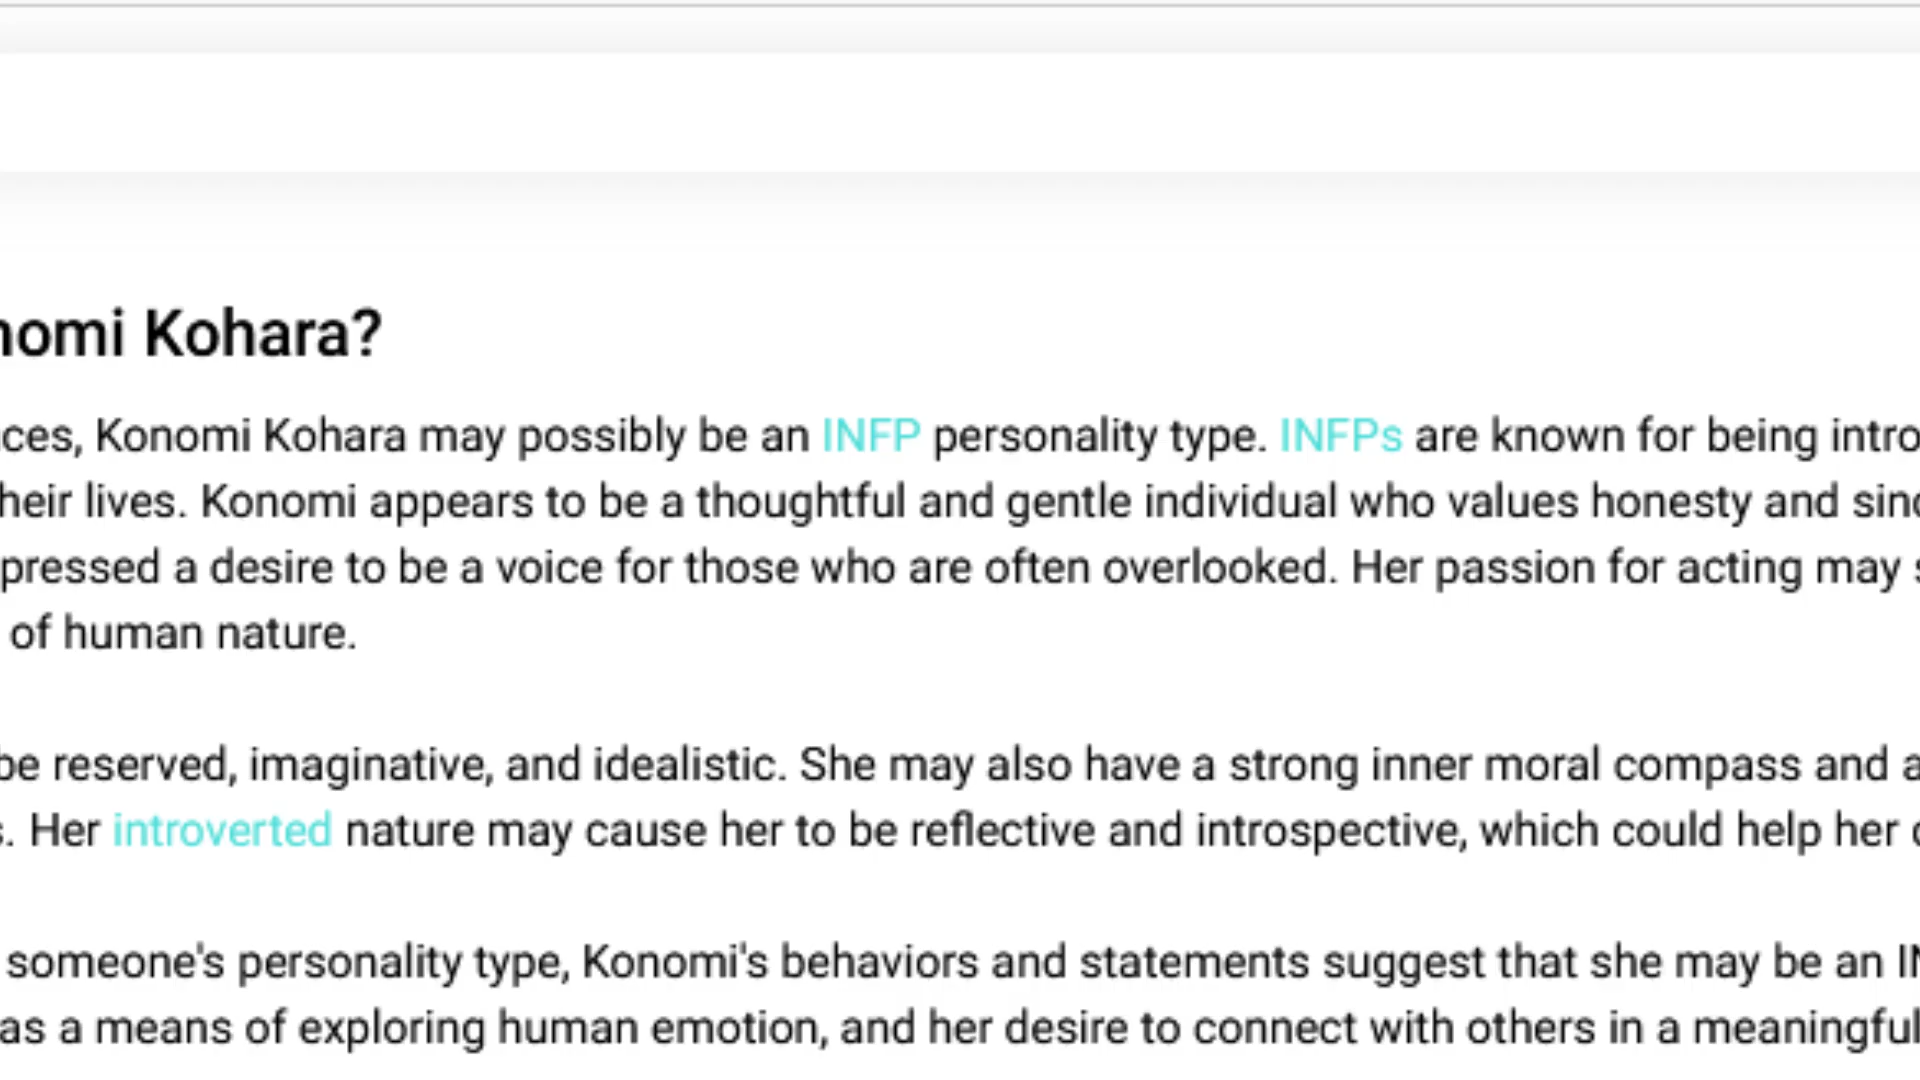 nomi Kohara?
ces, Konomi Kohara may possibly be an INFP personality type. INFPs are known for being intro
heir lives. Konomi appears to be a thoughtful and gentle individual who values honesty and sinc
pressed a desire to be a voice for those who are often overlooked. Her passion for acting may s
of human nature.
be reserved, imaginative, and idealistic. She may also have a strong inner moral compass and a
s. Her introverted nature may cause her to be reflective and introspective, which could help her c
someone's personality type, Konomi's behaviors and statements suggest that she may be an IN
as a means of exploring human emotion, and her desire to connect with others in a meaningful